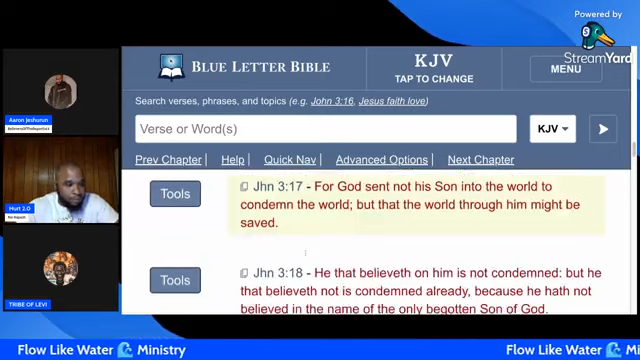 Powered by
StreamYard
BLUE LETTER BIBLE
KJV
TAP TO CHANGE
MENU
Search verses, phrases, and topics (e.g. John 3:16, Jesus faith love)
Verse or Word(s)
KJV
Prev Chapter| Help| Quick Nav| Advanced Options| Next Chapter
Tools
Jhn 3:17 - For God sent not his Son into the world to
condemn the world; but that the world through him might be
saved.
Tools
Jhn 3:18 - He that believeth on him is not condemned: but he
that believeth not is condemned already, because he hath not
believed in the name of the only begotten Son of God.
Aaron Jeshurun
Hurt 2.0
TRIBE OF LEVI
Flow Like Water 🌊 Ministry
Flow Like Water 🌊 Mi